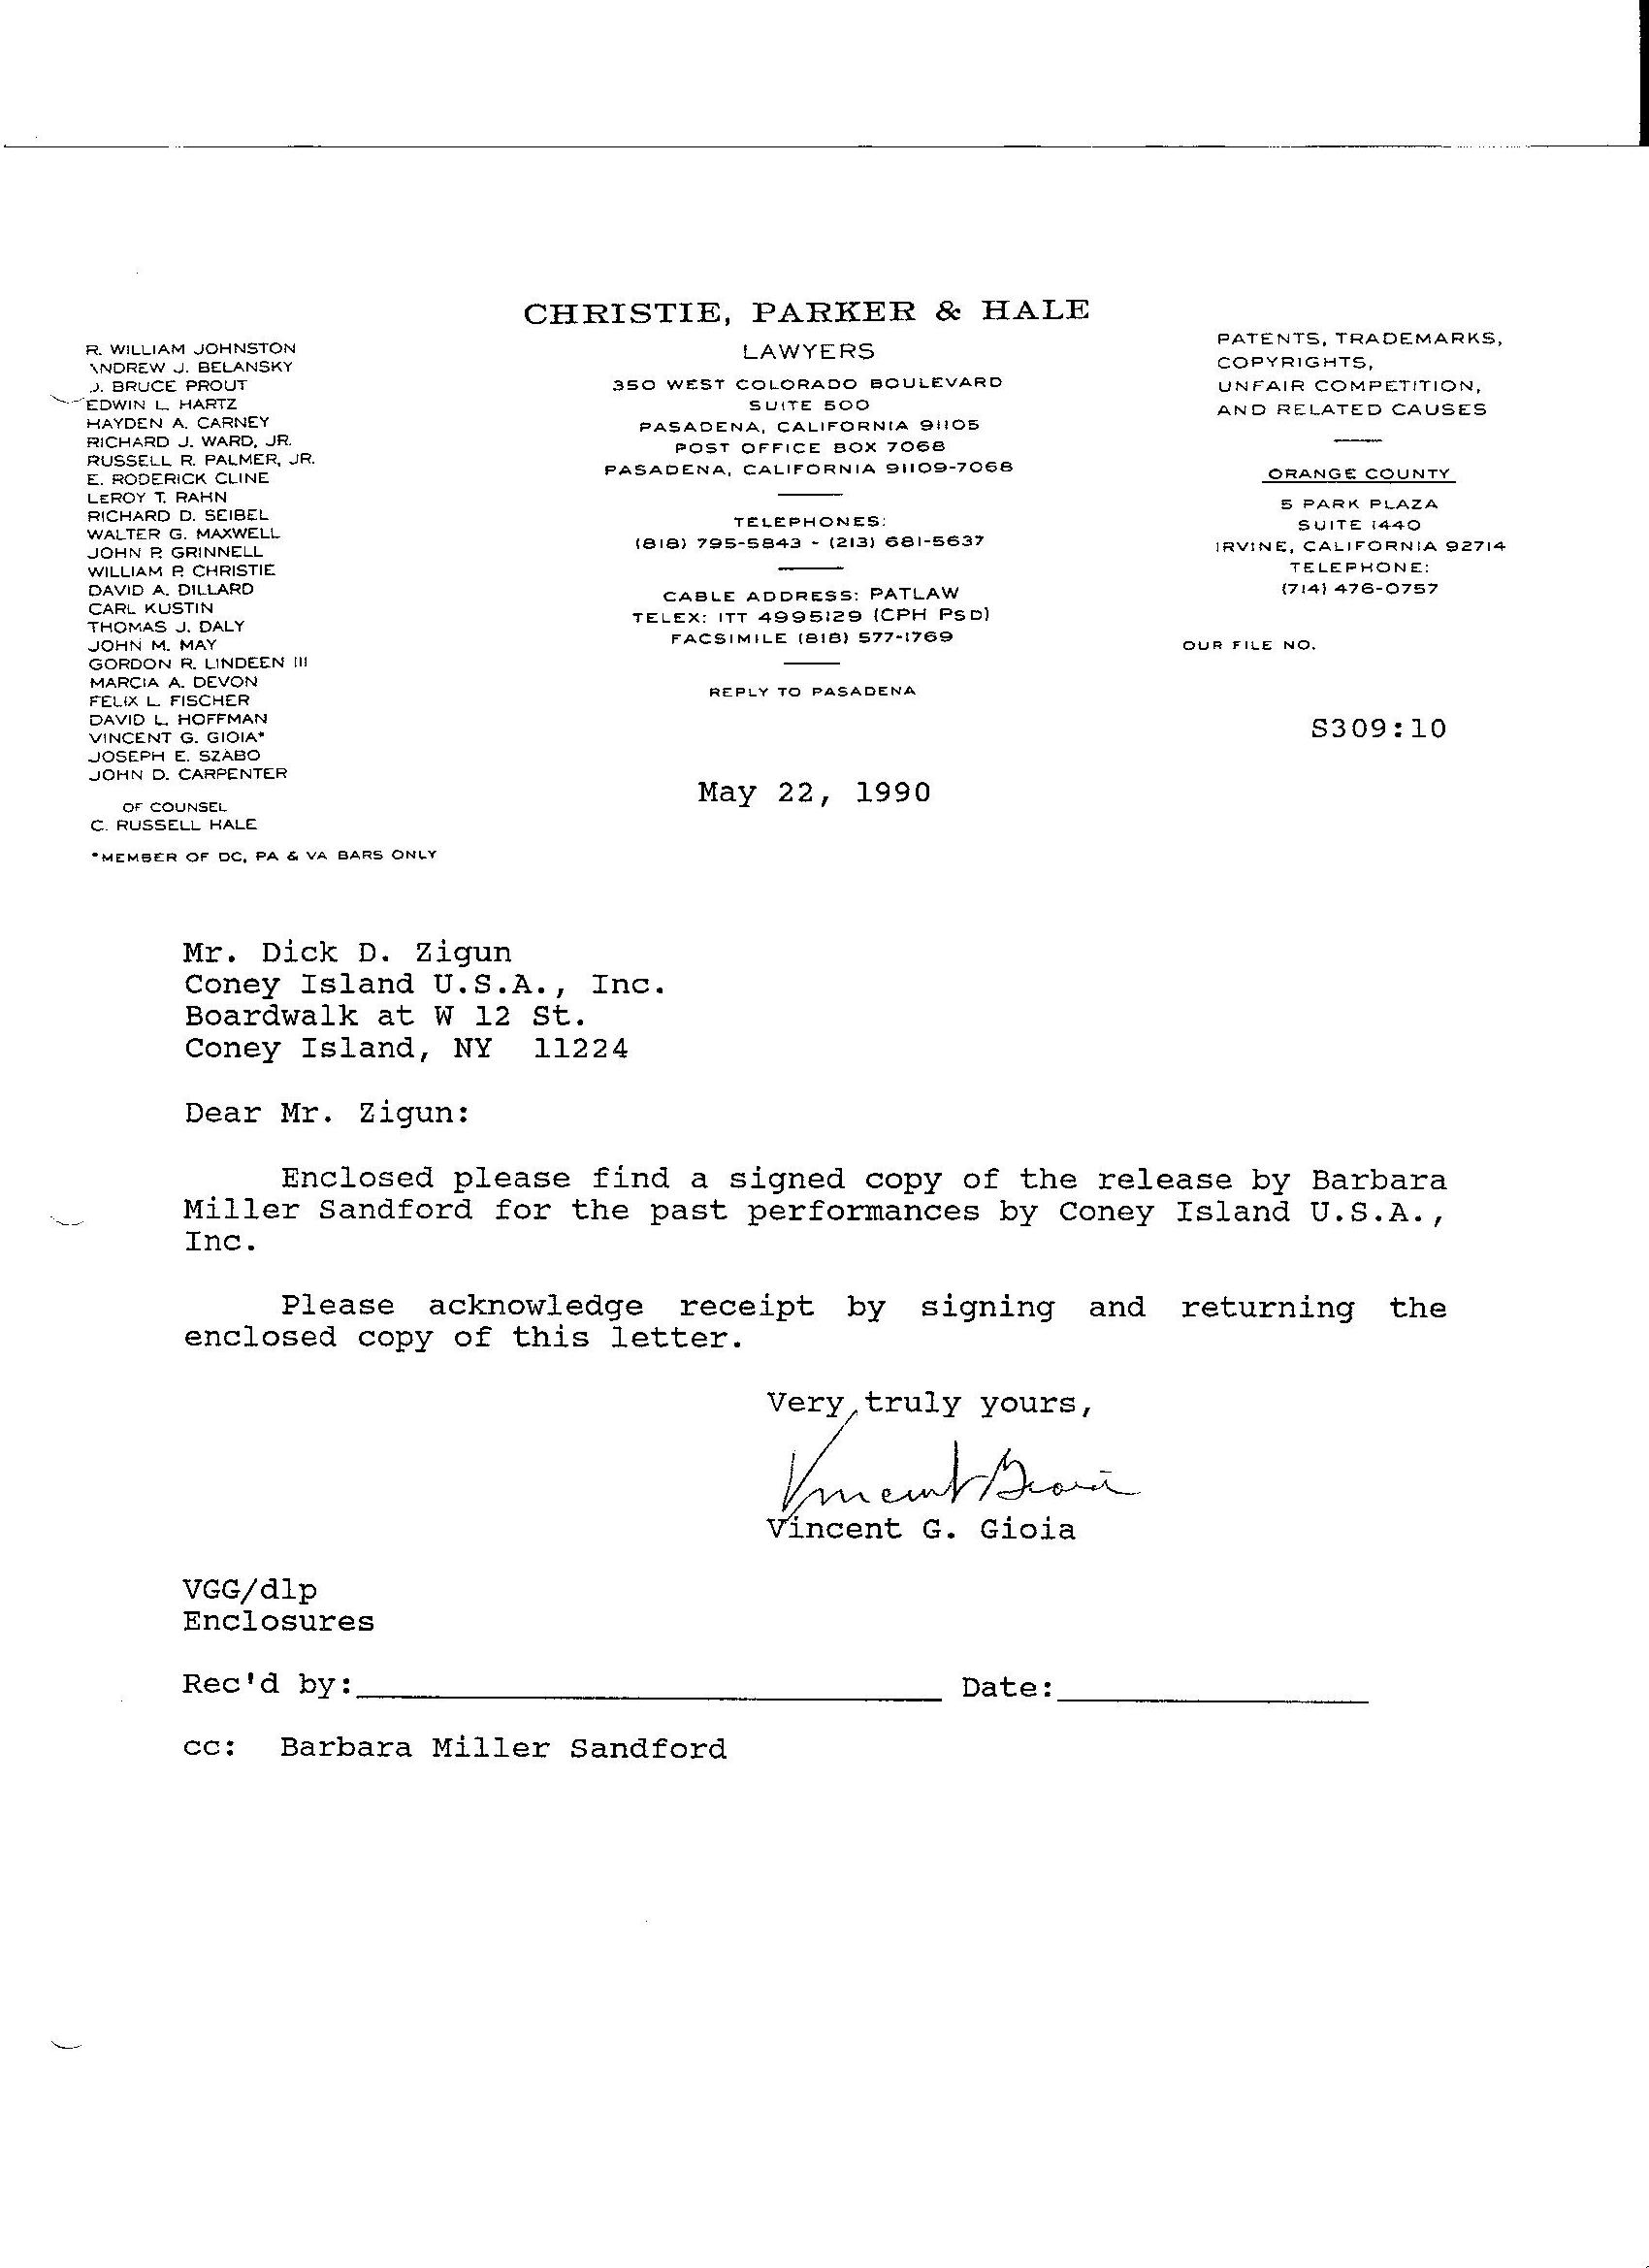 CHRISTIE, PARKER & HALE
LAWYERS
350 WEST COLORADO BOULEVARD
SUITE 500
PASADENA, CALIFORNIA 91105
POST OFFICE BOX 7068
PASADENA, CALIFORNIA 91109-7068
TELEPHONES:
(818) 795-5843 - (213) 681-5637
CABLE ADDRESS: PATLAW
TELEX: ITT 4995129 (CPH PSD)
FACSIMILE (818) 577-1769
REPLY TO PASADENA
R. WILLIAM JOHNSTON
ANDREW J. BELANSKY
J. BRUCE PROUT
EDWIN L. HARTZ
HAYDEN A. CARNEY
RICHARD J. WARD, JR.
RUSSELL R. PALMER, JR.
E. RODERICK CLINE
LEROY T. RAHN
RICHARD D. SEIBEL
WALTER G. MAXWELL
JOHN P. GRINNELL
WILLIAM P. CHRISTIE
DAVID A. DILLARD
CARL KUSTIN
THOMAS J. DALY
JOHN M. MAY
GORDON R. LINDEEN III
MARCIA A. DEVON
FELIX L. FISCHER
DAVID L. HOFFMAN
VINCENT G. GIOIA*
JOSEPH E. SZABO
JOHN D. CARPENTER
OF COUNSEL
C. RUSSELL HALE
*MEMBER OF DC, PA & VA BARS ONLY
PATENTS, TRADEMARKS,
COPYRIGHTS,
UNFAIR COMPETITION,
AND RELATED CAUSES
ORANGE COUNTY
5 PARK PLAZA
SUITE 1440
IRVINE, CALIFORNIA 92714
TELEPHONE:
(714) 476-0757
OUR FILE NO.
S309:10
May 22, 1990
Mr. Dick D. Zigun
Coney Island U.S.A., Inc.
Boardwalk at W 12 St.
Coney Island, NY 11224
Dear Mr. Zigun:
Enclosed please find a signed copy of the release by Barbara
Miller Sandford for the past performances by Coney Island U.S.A.,
Inc.
Please acknowledge receipt by signing and returning the
enclosed copy of this letter.
Very truly yours,
Vincent Gioia
Vincent G. Gioia
VGG/dlp
Enclosures
Rec'd by: Date:
cc: Barbara Miller Sandford